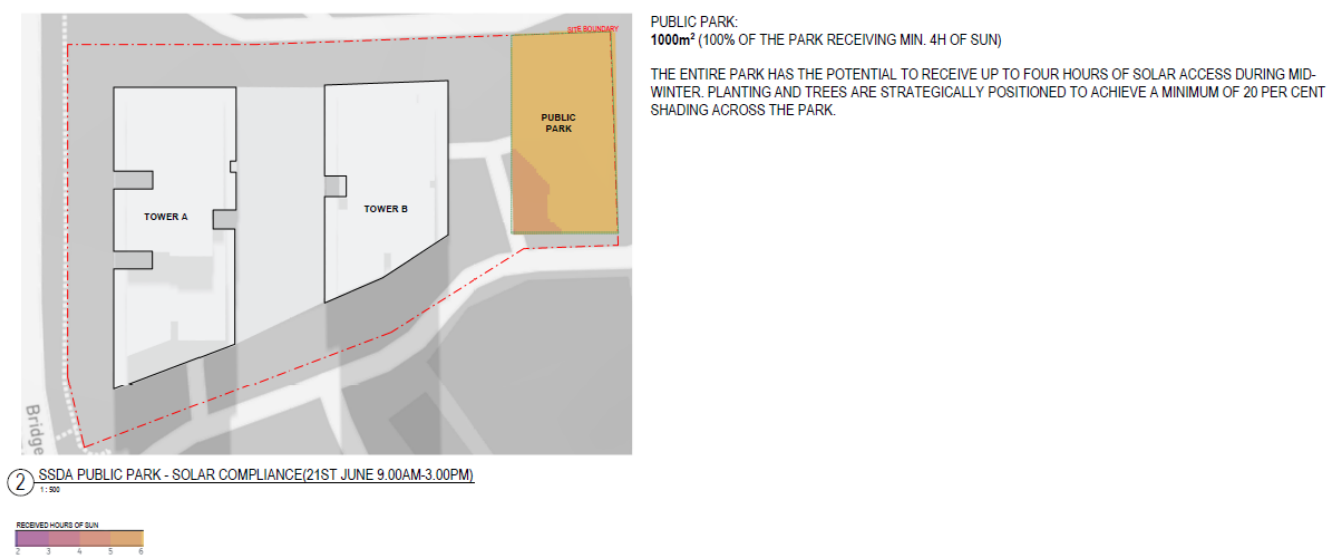 SITE BOUNDARY
PUBLIC PARK:
1000m² (100% OF THE PARK RECEIVING MIN. 4H OF SUN)
THE ENTIRE PARK HAS THE POTENTIAL TO RECEIVE UP TO FOUR HOURS OF SOLAR ACCESS DURING MID-
WINTER. PLANTING AND TREES ARE STRATEGICALLY POSITIONED TO ACHIEVE A MINIMUM OF 20 PER CENT
SHADING ACROSS THE PARK.
PUBLIC
PARK
TOWER A
TOWER B
Bridge
2 SSDA PUBLIC PARK - SOLAR COMPLIANCE(21ST JUNE 9.00AM-3.00PM)
1 : 500
RECEIVED HOURS OF SUN
2 3 4 5 6